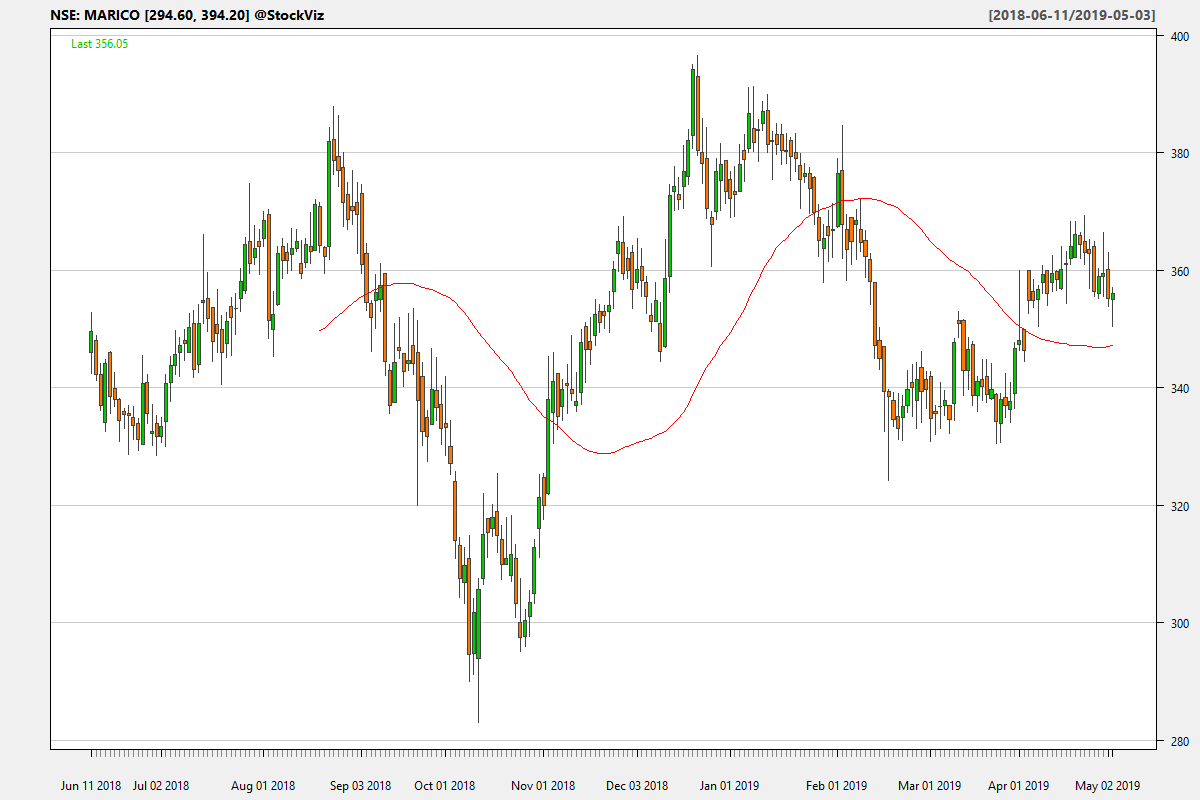 NSE: MARICO [294.60, 394.20] @StockViz [2018-06-11/2019-05-03]
Last 356.05
400
380
360
340
320
300
280
Jun 11 2018 Jul 02 2018 Aug 01 2018 Sep 03 2018 Oct 01 2018 Nov 01 2018 Dec 03 2018 Jan 01 2019 Feb 01 2019 Mar 01 2019 Apr 01 2019 May 02 2019